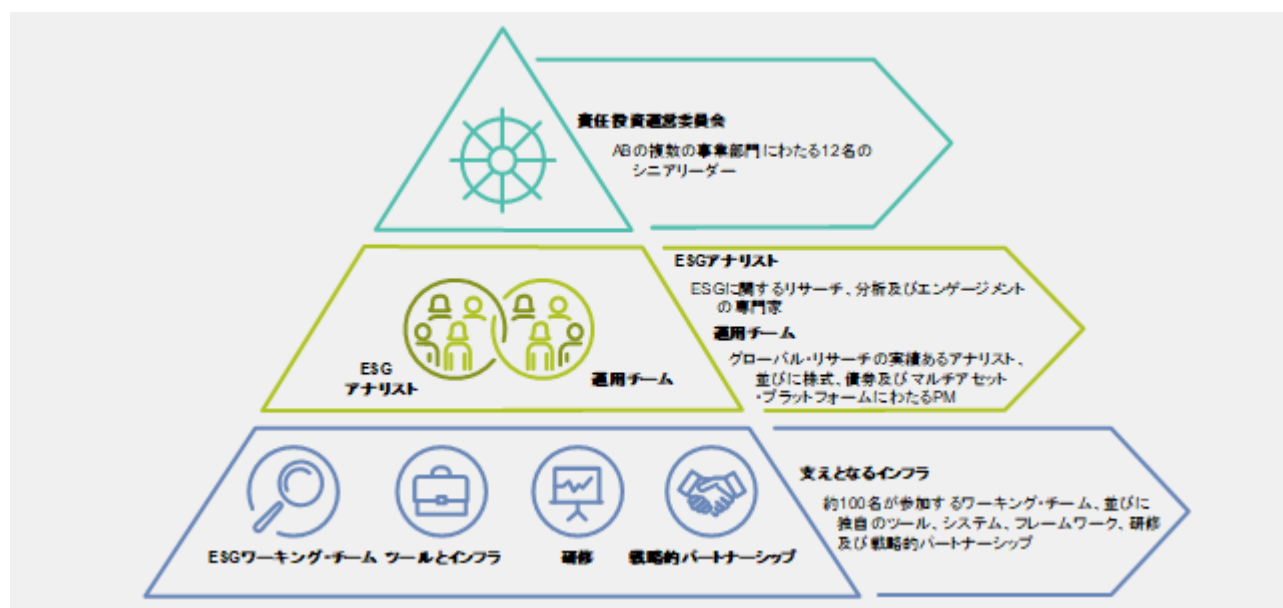 責任投資運営委員会
ABの複数の事業部門にわたる12名の
シニアリーダー
ESGアナリスト
ESGに関するリサーチ、分析及びエンゲージメント
の専門家
運用チーム
グローバル・リサーチの実績あるアナリスト、
並びに株式、債券及びマルチアセット
・プラットフォームにわたるPM
ESG
アナリスト
運用チーム
支えとなるインフラ
約100名が参加するワーキング・チーム、並びに
独自のツール、システム、フレームワーク、研修
及び戦略的パートナーシップ
ESGワーキング・チーム
ツールとインフラ
研修
戦略的パートナーシップ